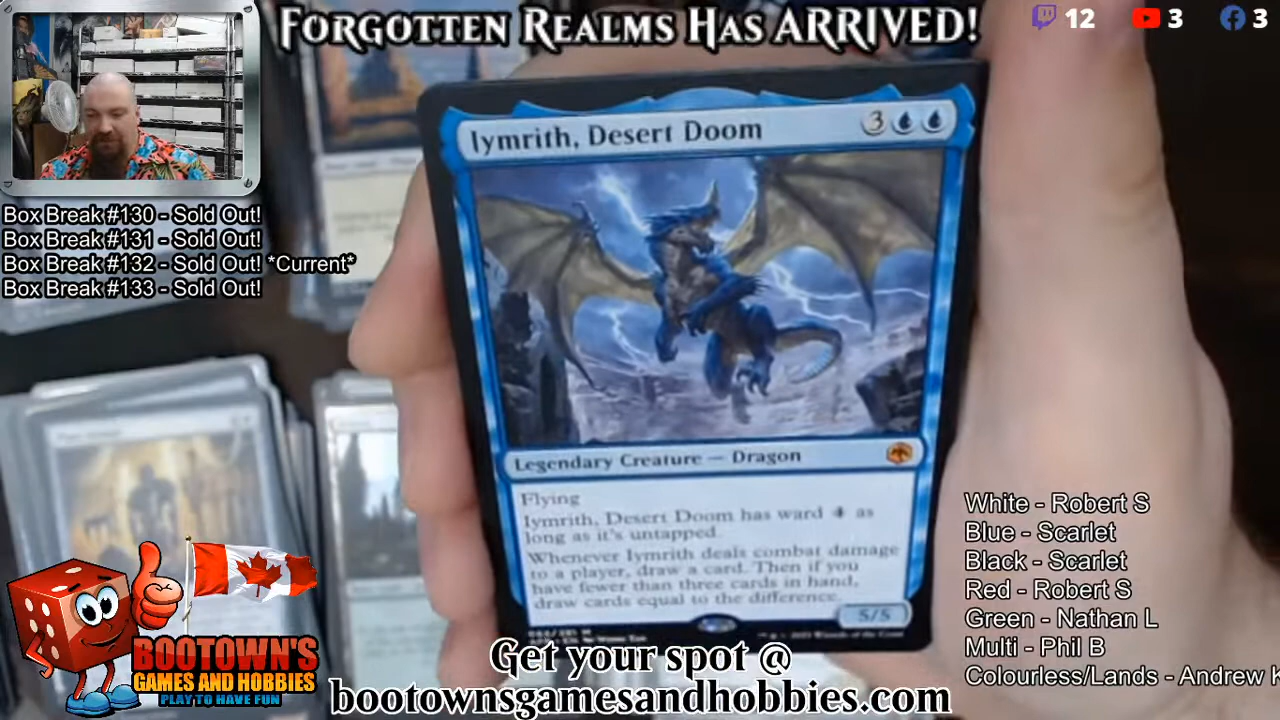 FORGOTTEN REALMS HAS ARRIVED!
12
3
3
Box Break #130 - Sold Out!
Box Break #131 - Sold Out!
Box Break #132 - Sold Out! *Current*
Box Break #133 - Sold Out!
Iymrith, Desert Doom
3
Legendary Creature — Dragon
Flying
Iymrith, Desert Doom has ward 4 as
long as it's untapped.
Whenever Iymrith deals combat damage
to a player, draw a card. Then if you
have fewer than three cards in hand,
draw cards equal to the difference.
5/5
White - Robert S
Blue - Scarlet
Black - Scarlet
Red - Robert S
Green - Nathan L
Multi - Phil B
Colourless/Lands - Andrew K
BOOTOWN'S
GAMES AND HOBBIES
PLAY TO HAVE FUN
Get your spot @
bootownsgamesandhobbies.com